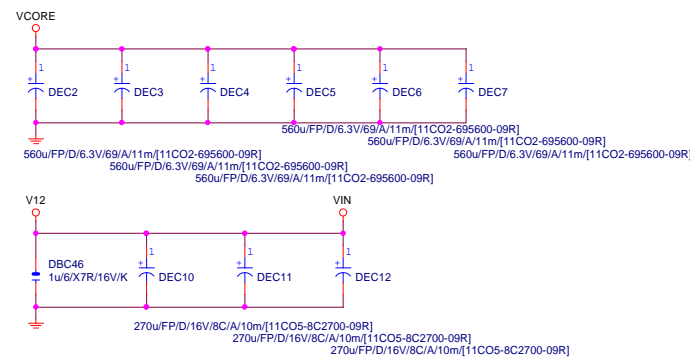 VCORE
1 1 1 1 1 1
+ + + + + +
DEC2 DEC3 DEC4 DEC5 DEC6 DEC7
560u/FP/D/6.3V/69/A/11m/[11CO2-695600-09R]
560u/FP/D/6.3V/69/A/11m/[11CO2-695600-09R]
560u/FP/D/6.3V/69/A/11m/[11CO2-695600-09R]
560u/FP/D/6.3V/69/A/11m/[11CO2-695600-09R]
560u/FP/D/6.3V/69/A/11m/[11CO2-695600-09R]
560u/FP/D/6.3V/69/A/11m/[11CO2-695600-09R]
V12 VIN
1 1 1
+ + +
DBC46
1u/6/X7R/16V/K
DEC10 DEC11 DEC12
270u/FP/D/16V/8C/A/10m/[11CO5-8C2700-09R]
270u/FP/D/16V/8C/A/10m/[11CO5-8C2700-09R]
270u/FP/D/16V/8C/A/10m/[11CO5-8C2700-09R]